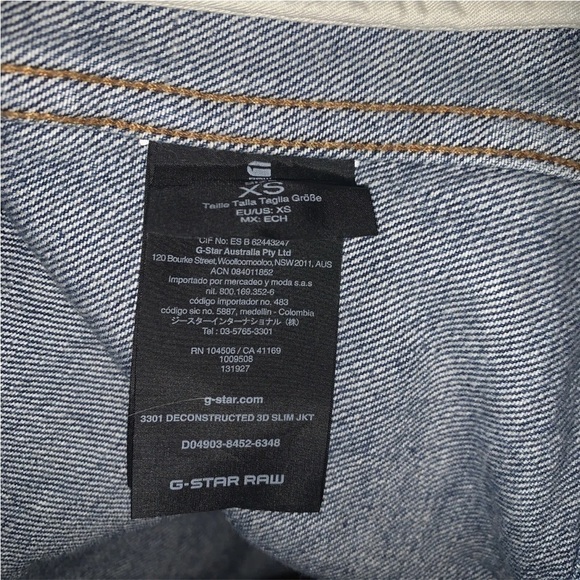 XS
Taille Talla Taglia Größe
EU/US: XS
MX: ECH
CIF No: ES B 62443247
G-Star Australia Pty Ltd
120 Bourke Street, Woolloomooloo, NSW2011, AUS
ACN 084011852
Importado por mercadeo y moda s.a.s
nit. 800.169.352-6
código importador no. 483
código sic no. 5887, medellin - Colombia
ジースターインターナショナル（株）
Tel : 03-5765-3301
RN 104506 / CA 41169
1009508
131927
g-star.com
3301 DECONSTRUCTED 3D SLIM JKT
D04903-8452-6348
G-STAR RAW